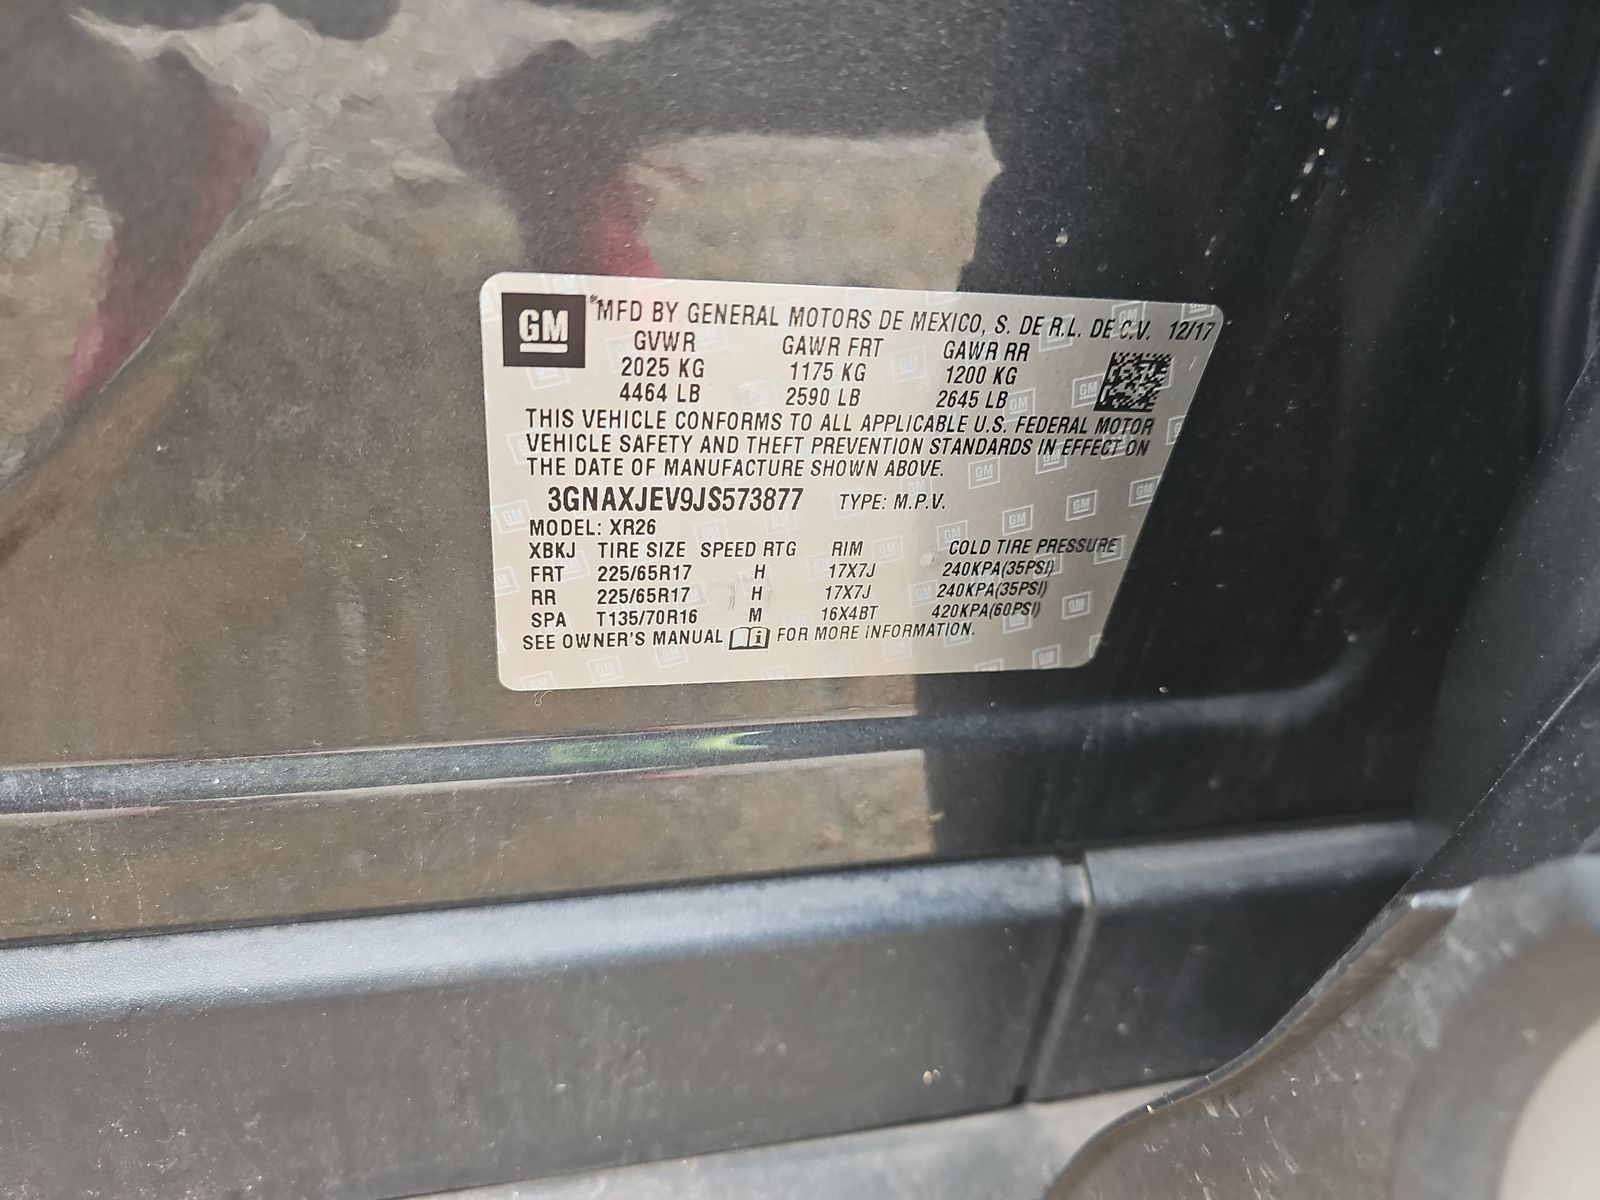 GM
®MFD BY GENERAL MOTORS DE MEXICO, S. DE R.L. DE C.V. 12/17
GVWR GAWR FRT GAWR RR
2025 KG 1175 KG 1200 KG
4464 LB 2590 LB 2645 LB
THIS VEHICLE CONFORMS TO ALL APPLICABLE U.S. FEDERAL MOTOR
VEHICLE SAFETY AND THEFT PREVENTION STANDARDS IN EFFECT ON
THE DATE OF MANUFACTURE SHOWN ABOVE.
3GNAXJEV9JS573877 TYPE: M.P.V.
MODEL: XR26
XBKJ TIRE SIZE SPEED RTG RIM COLD TIRE PRESSURE
FRT 225/65R17 H 17X7J 240KPA(35PSI)
RR 225/65R17 H 17X7J 240KPA(35PSI)
SPA T135/70R16 M 16X4BT 420KPA(60PSI)
SEE OWNER'S MANUAL i FOR MORE INFORMATION.